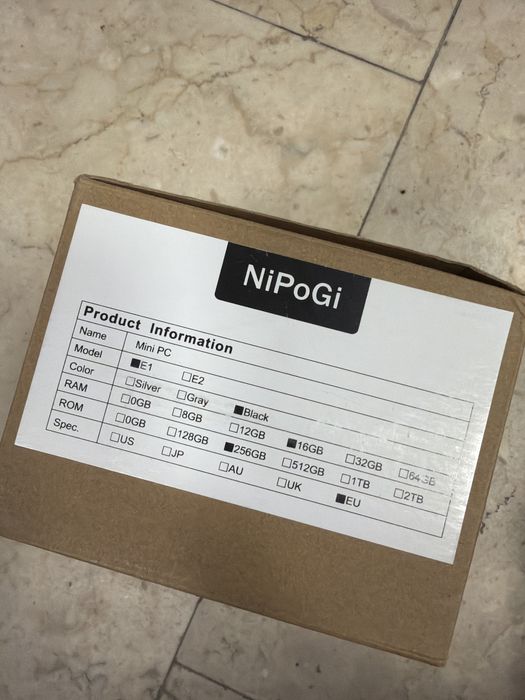 NiPoGi
Product Information
Name Mini PC
Model ■E1 □E2
Color □Silver □Gray ■Black
RAM □0GB □8GB □12GB ■16GB □32GB □64GB
ROM □0GB □128GB ■256GB □512GB □1TB □2TB
Spec. □US □JP □AU □UK ■EU